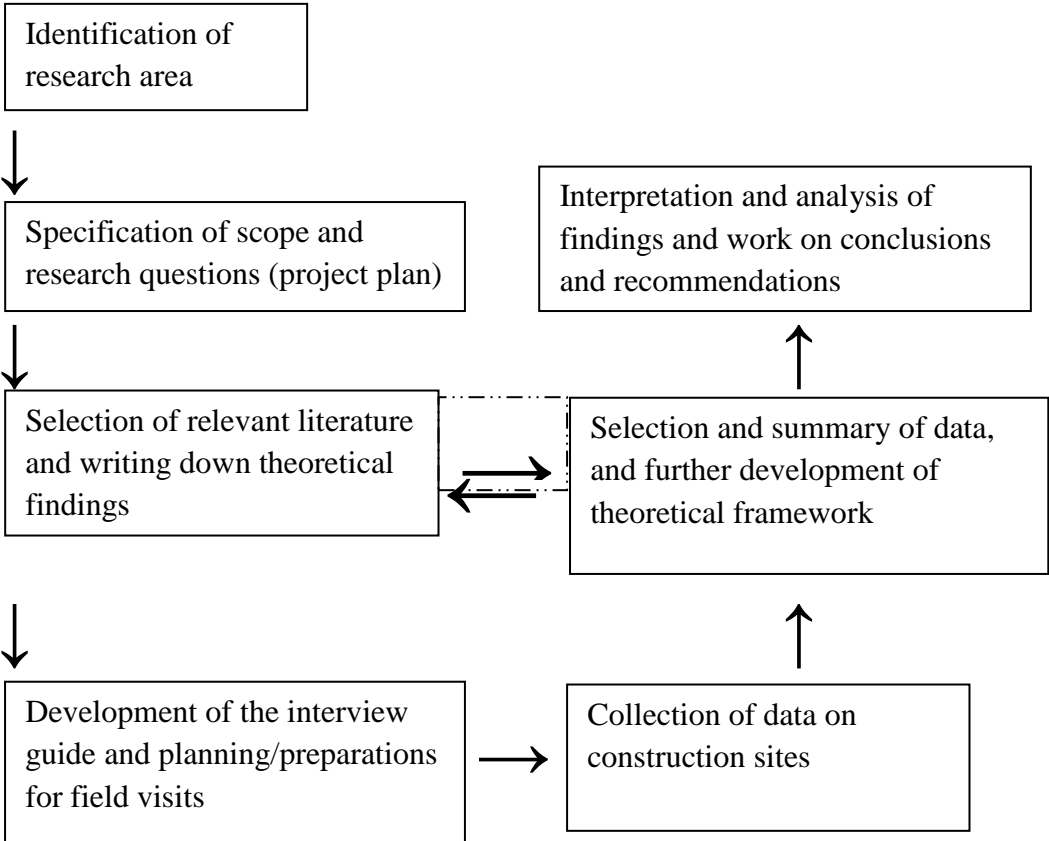 Identification of
research area
Specification of scope and
research questions (project plan)
Selection of relevant literature
and writing down theoretical
findings
Development of the interview
guide and planning/preparations
for field visits
Collection of data on
construction sites
Selection and summary of data,
and further development of
theoretical framework
Interpretation and analysis of
findings and work on conclusions
and recommendations